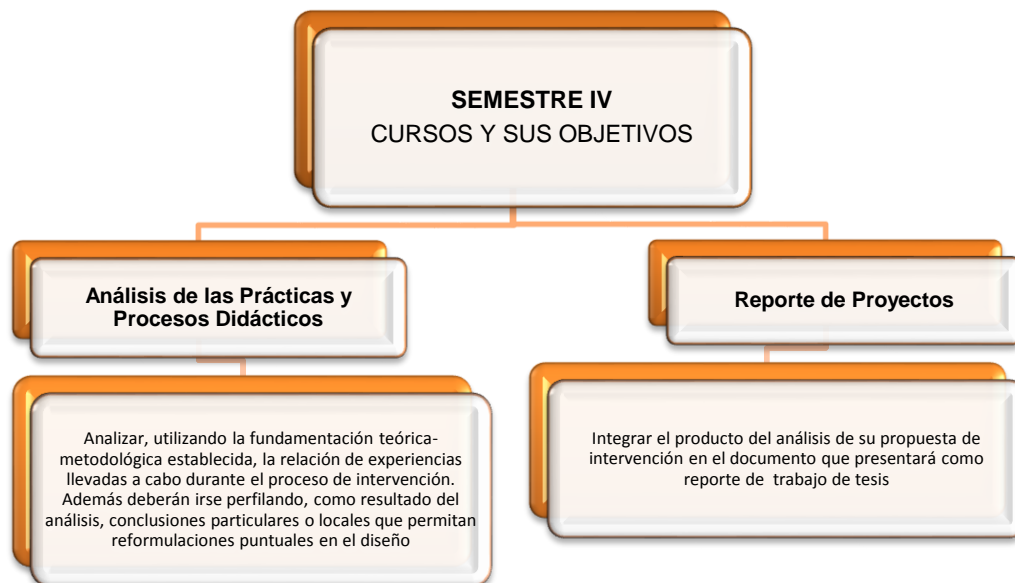 SEMESTRE IV
CURSOS Y SUS OBJETIVOS
Análisis de las Prácticas y
Procesos Didácticos
Reporte de Proyectos
Analizar, utilizando la fundamentación teórica-
metodológica establecida, la relación de experiencias
llevadas a cabo durante el proceso de intervención.
Además deberán irse perfilando, como resultado del
análisis, conclusiones particulares o locales que permitan
reformulaciones puntuales en el diseño
Integrar el producto del análisis de su propuesta de
intervención en el documento que presentará como
reporte de  trabajo de tesis